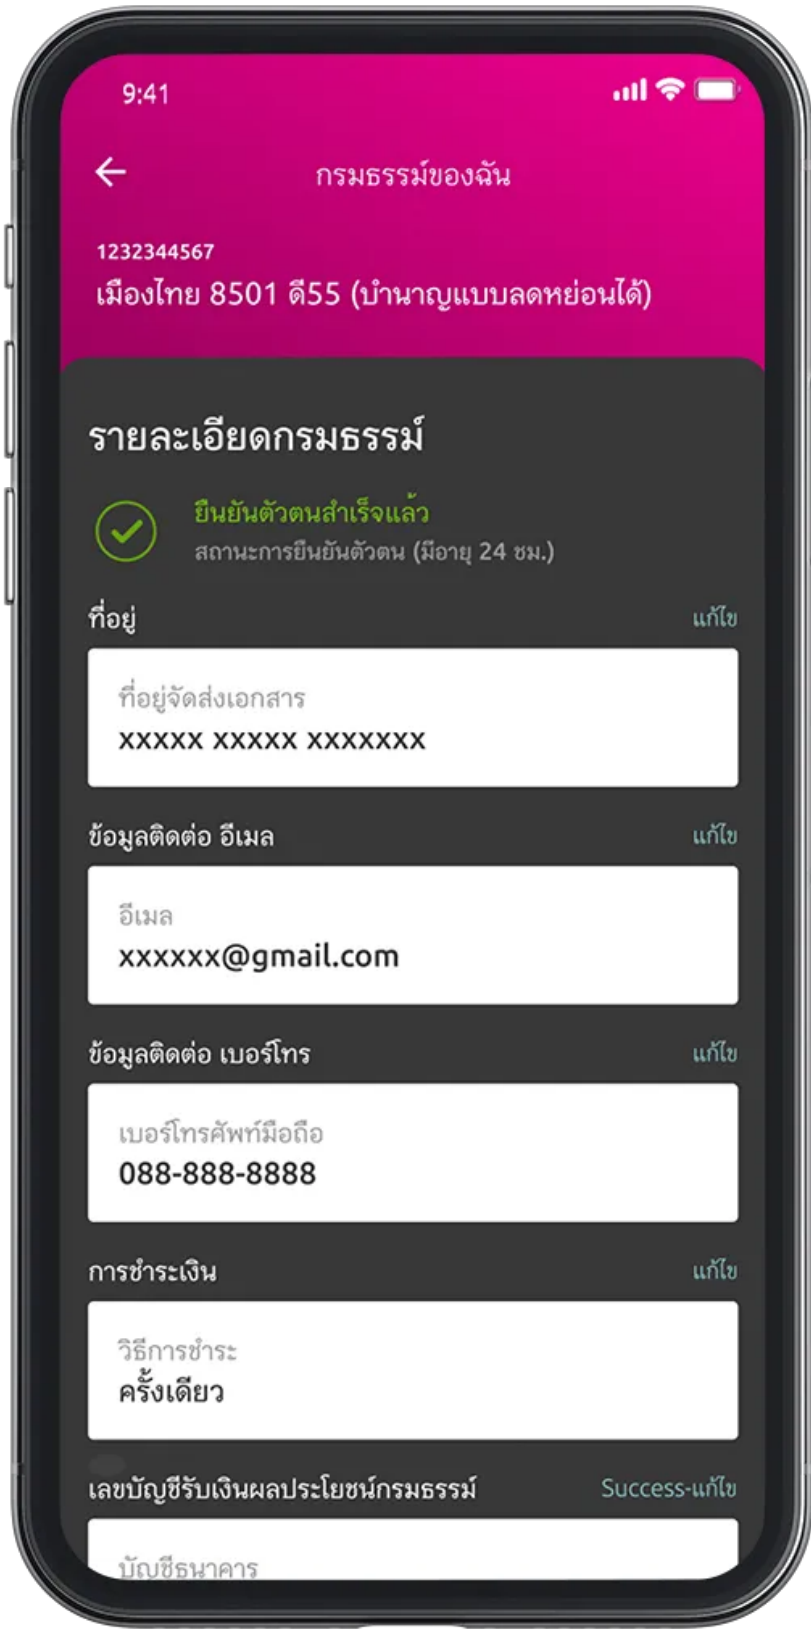 9:41
กรมธรรม์ของฉัน
1232344567
เมืองไทย 8501 ดี55 (บำนาญแบบลดหย่อนได้)
รายละเอียดกรมธรรม์
ยืนยันตัวตนสำเร็จแล้ว
สถานะการยืนยันตัวตน (มีอายุ 24 ชม.)
ที่อยู่ แก้ไข
ที่อยู่จัดส่งเอกสาร
xxxxx xxxxx xxxxxxx
ข้อมูลติดต่อ อีเมล แก้ไข
อีเมล
xxxxxx@gmail.com
ข้อมูลติดต่อ เบอร์โทร แก้ไข
เบอร์โทรศัพท์มือถือ
088-888-8888
การชำระเงิน แก้ไข
วิธีการชำระ
ครั้งเดียว
เลขบัญชีรับเงินผลประโยชน์กรมธรรม์ Success-แก้ไข
บัญชีธนาคาร